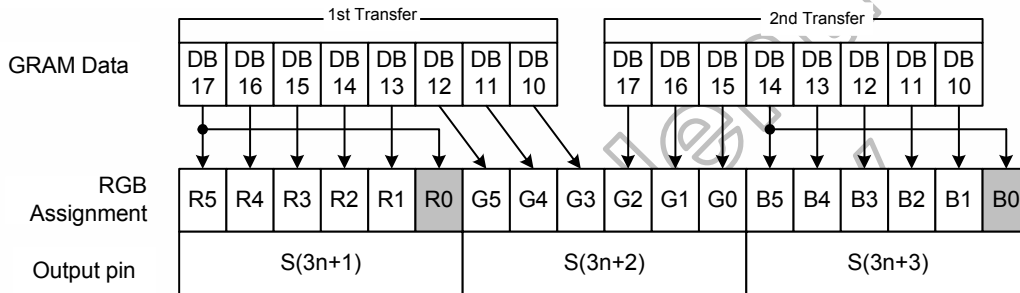 1st Transfer 2nd Transfer
GRAM Data DB 17 DB 16 DB 15 DB 14 DB 13 DB 12 DB 11 DB 10 DB 17 DB 16 DB 15 DB 14 DB 13 DB 12 DB 11 DB 10
RGB Assignment R5 R4 R3 R2 R1 R0 G5 G4 G3 G2 G1 G0 B5 B4 B3 B2 B1 B0
Output pin S(3n+1) S(3n+2) S(3n+3)